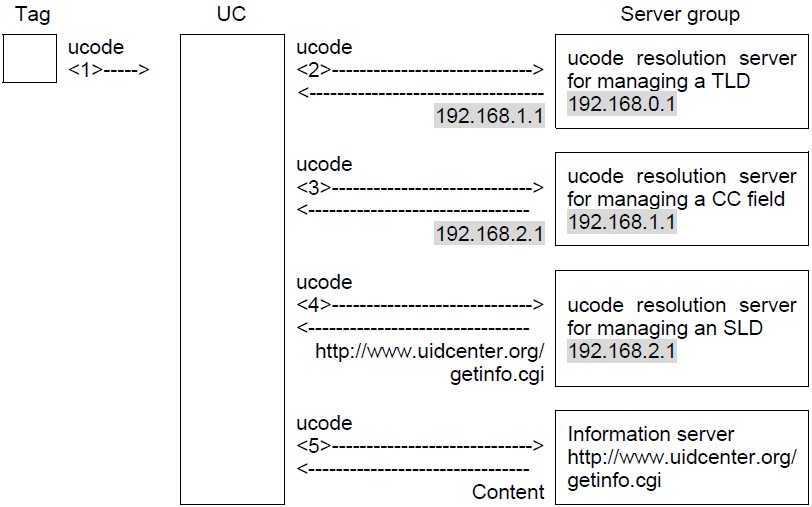 Tag
UC
Server group
ucode
<1>----->
ucode
<2>----------------------------->
<----------------------------------
192.168.1.1
ucode resolution server
for managing a TLD
192.168.0.1
ucode
<3>----------------------------->
<--------------------------------
192.168.2.1
ucode resolution server
for managing a CC field
192.168.1.1
ucode
<4>----------------------------->
<--------------------------------
http://www.uidcenter.org/
getinfo.cgi
ucode resolution server
for managing an SLD
192.168.2.1
ucode
<5>----------------------------->
<--------------------------------
Content
Information server
http://www.uidcenter.org/
getinfo.cgi